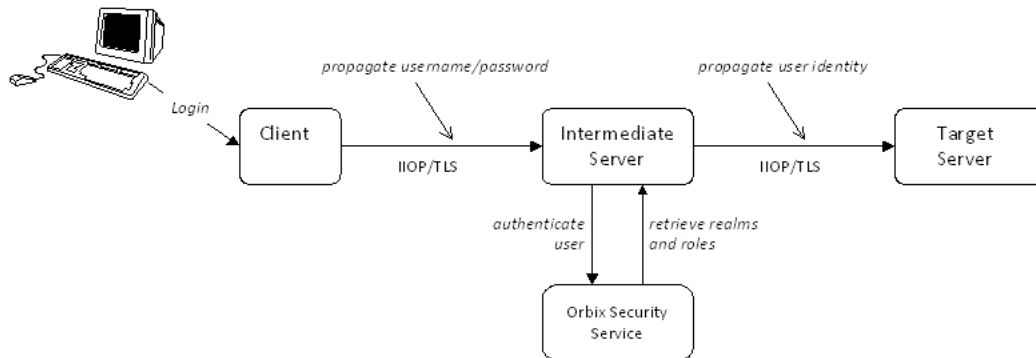 propagate username/password
propagate user identity
Login
Client
Intermediate
Server
Target
Server
IIOP/TLS
IIOP/TLS
authenticate
user
retrieve realms
and roles
Orbix Security
Service